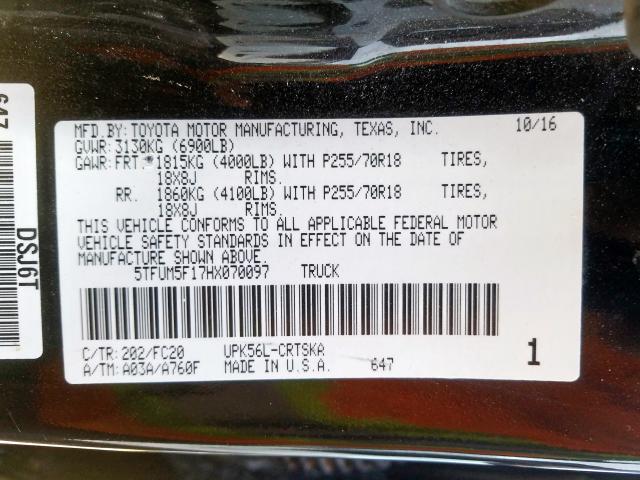 MFD.BY: TOYOTA MOTOR MANUFACTURING, TEXAS, INC. 10/16
GVWR: 3130KG (6900LB)
GAWR: FRT. 1815KG (4000LB) WITH P255/70R18 TIRES,
18X8J RIMS.
RR. 1860KG (4100LB) WITH P255/70R18 TIRES,
18X8J RIMS.
THIS VEHICLE CONFORMS TO ALL APPLICABLE FEDERAL MOTOR
VEHICLE SAFETY STANDARDS IN EFFECT ON THE DATE OF
MANUFACTURE SHOWN ABOVE.
5TFUM5F17HX070097 TRUCK
C/TR: 202/FC20 UPK56L-CRTSKA
A/TM: A03A/A760F MADE IN U.S.A. 647
1
647
DSJ6T